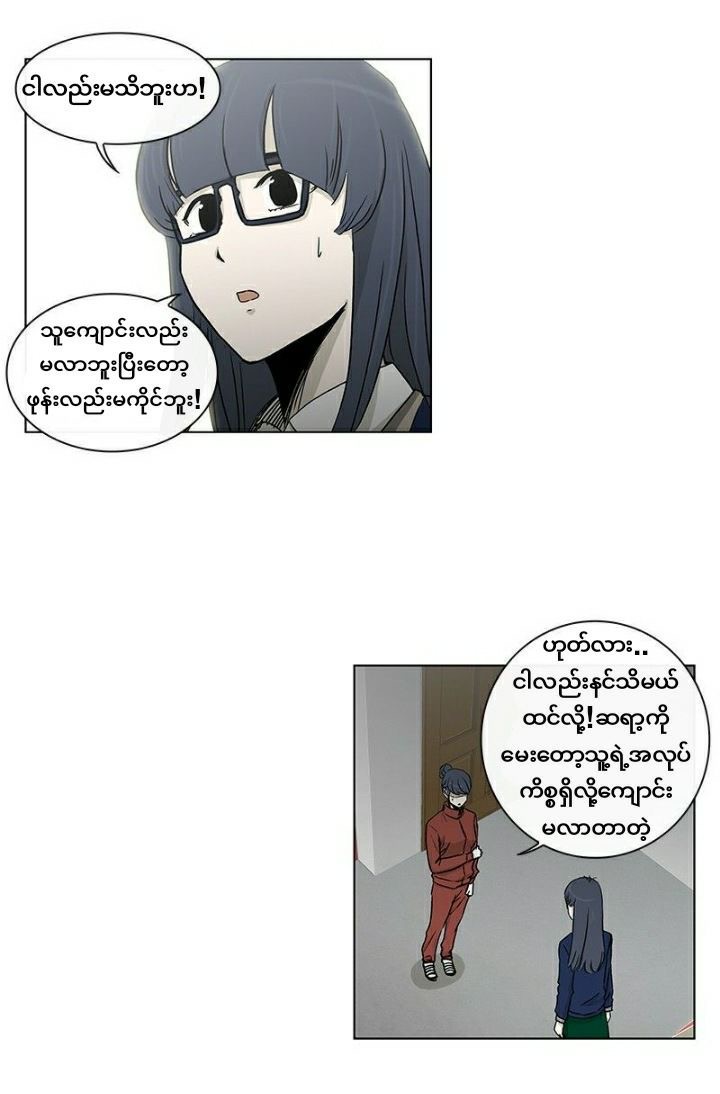 ငါလည်းမသိဘူးဟ!
သူကျောင်းလည်း
မလာဘူးပြီးတော့
ဖုန်းလည်းမကိုင်ဘူး!
ဟုတ်လား..
ငါလည်းနင်သိမယ်
ထင်လို့!ဆရာ့ကို
မေးတော့သူ့ရဲ့အလုပ်
ကိစ္စရှိလို့ကျောင်း
မလာတာတဲ့